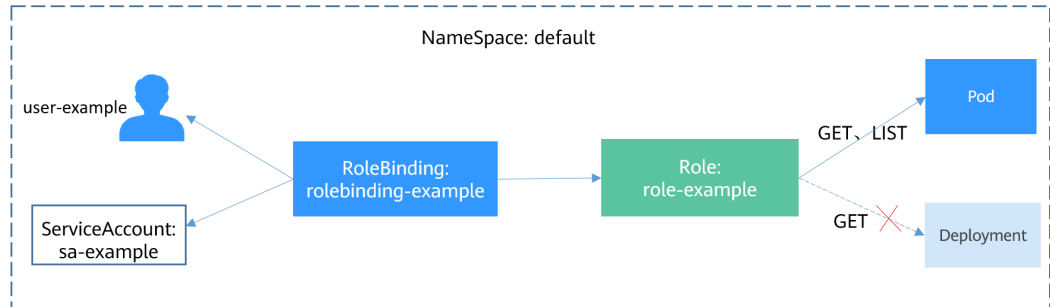 NameSpace: default
user-example
ServiceAccount:
sa-example
RoleBinding:
rolebinding-example
Role:
role-example
GET、LIST
GET
Pod
Deployment